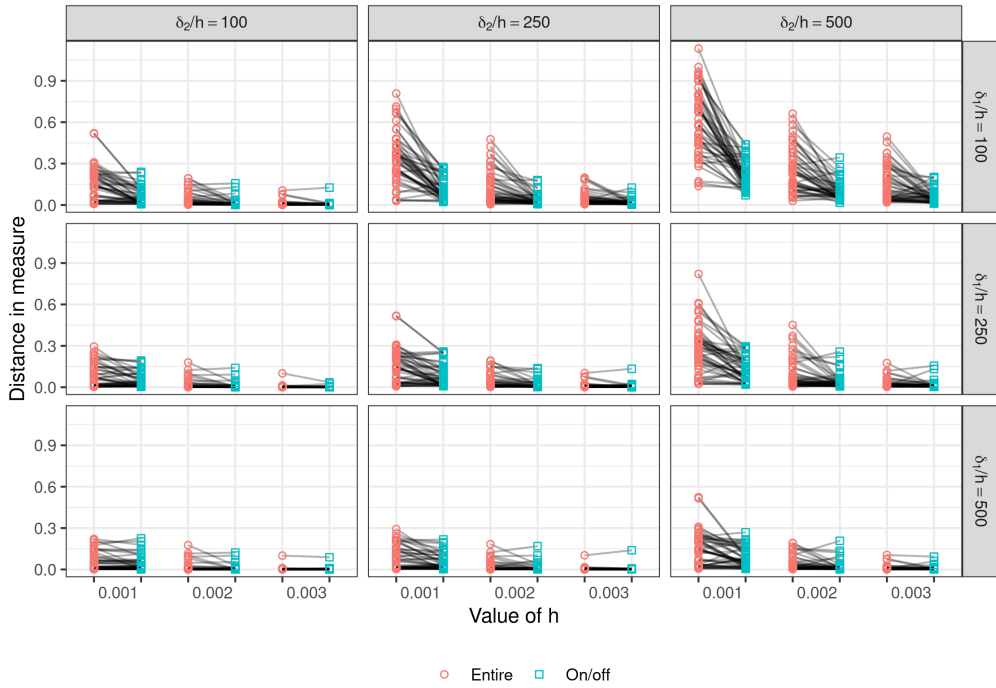 δ₂/h = 100
δ₂/h = 250
δ₂/h = 500
Distance in measure
0.9
0.6
0.3
0.0
δ₁/h = 100
0.9
0.6
0.3
0.0
δ₁/h = 250
0.9
0.6
0.3
0.0
δ₁/h = 500
0.001 0.002 0.003
0.001 0.002 0.003
0.001 0.002 0.003
Value of h
Entire On/off